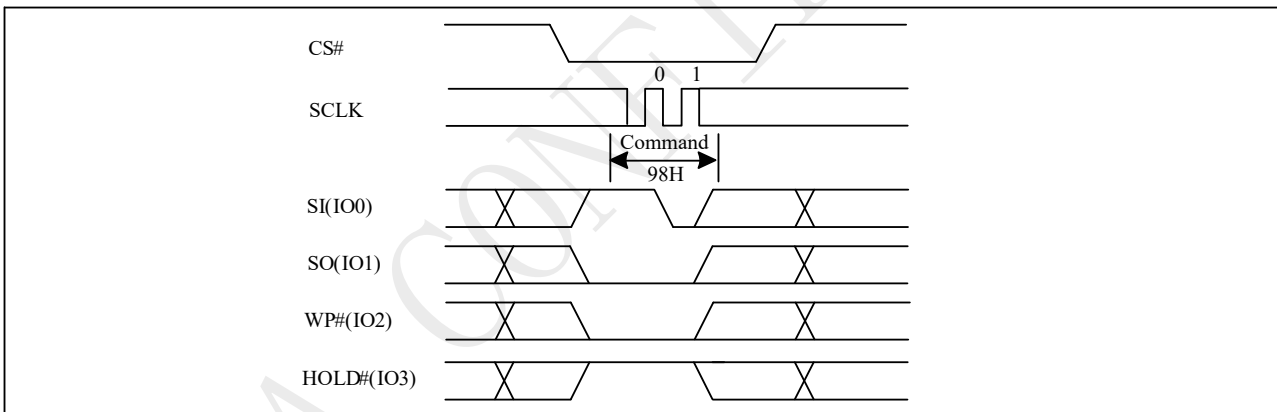 CS#
0 1
SCLK
Command
98H
SI(IO0)
SO(IO1)
WP#(IO2)
HOLD#(IO3)